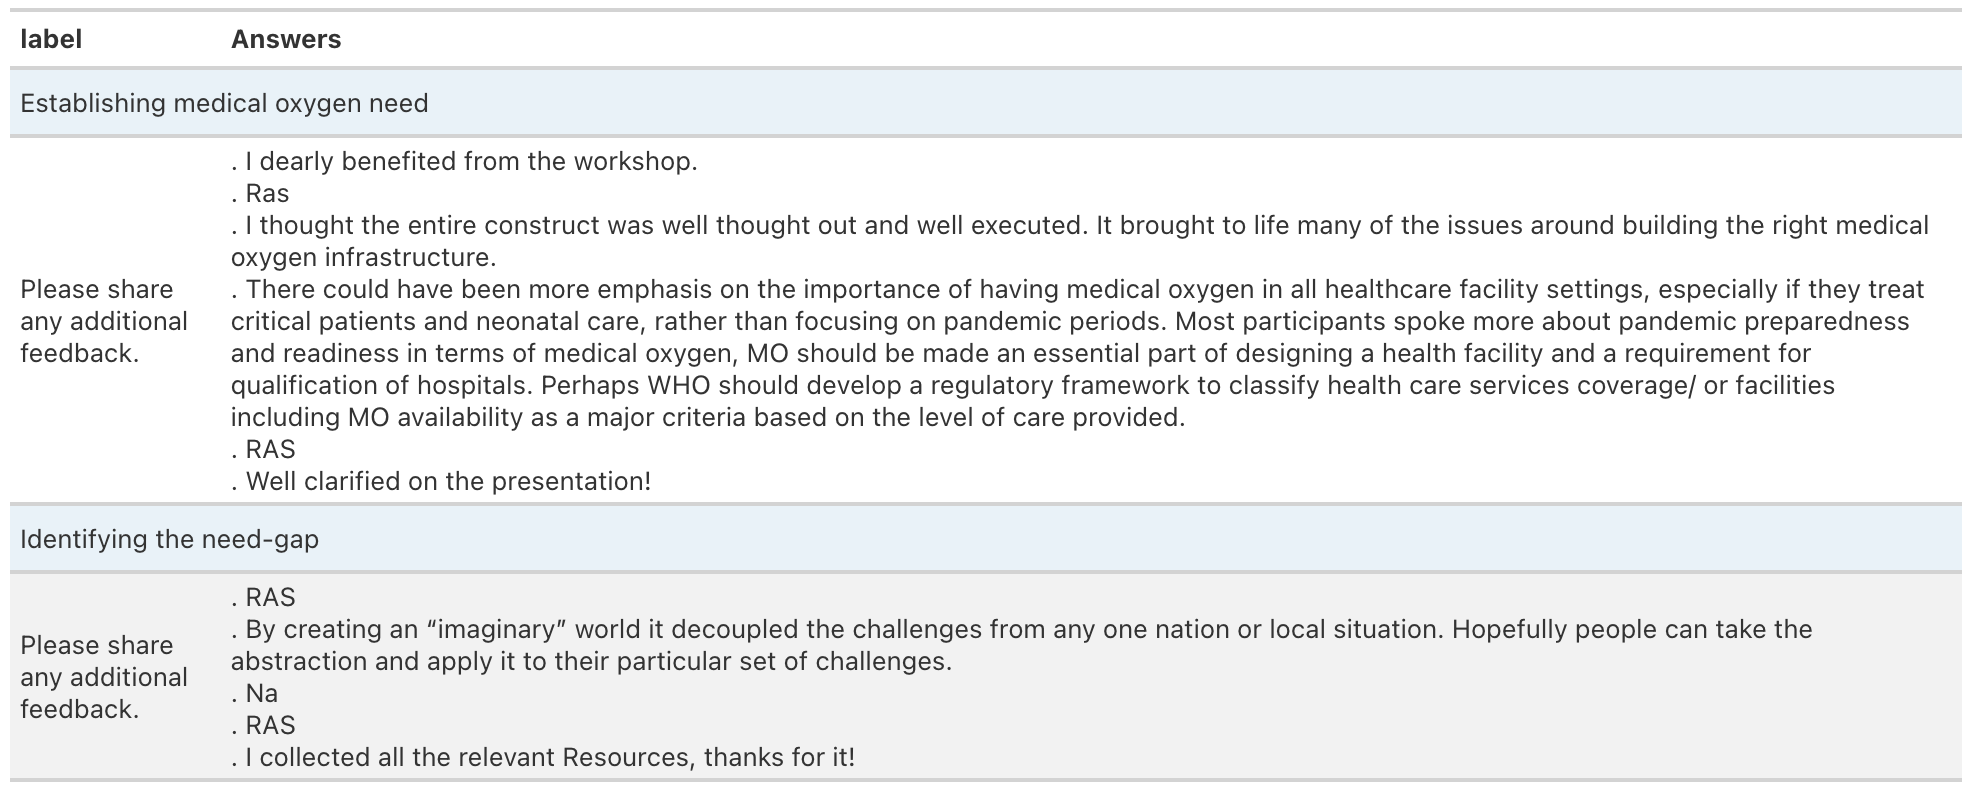 label Answers
Establishing medical oxygen need
. I dearly benefited from the workshop.
. Ras
. I thought the entire construct was well thought out and well executed. It brought to life many of the issues around building the right medical
oxygen infrastructure.
Please share
any additional
feedback.
. There could have been more emphasis on the importance of having medical oxygen in all healthcare facility settings, especially if they treat
critical patients and neonatal care, rather than focusing on pandemic periods. Most participants spoke more about pandemic preparedness
and readiness in terms of medical oxygen, MO should be made an essential part of designing a health facility and a requirement for
qualification of hospitals. Perhaps WHO should develop a regulatory framework to classify health care services coverage/ or facilities
including MO availability as a major criteria based on the level of care provided.
. RAS
. Well clarified on the presentation!
Identifying the need-gap
Please share
any additional
feedback.
. RAS
. By creating an “imaginary” world it decoupled the challenges from any one nation or local situation. Hopefully people can take the
abstraction and apply it to their particular set of challenges.
. Na
. RAS
. I collected all the relevant Resources, thanks for it!